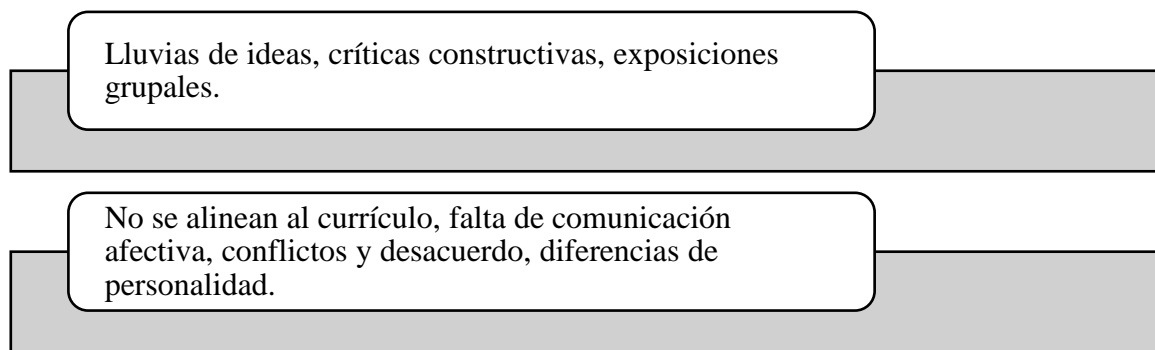 Lluvias de ideas, críticas constructivas, exposiciones
grupales.
No se alinean al currículo, falta de comunicación
afectiva, conflictos y desacuerdo, diferencias de
personalidad.